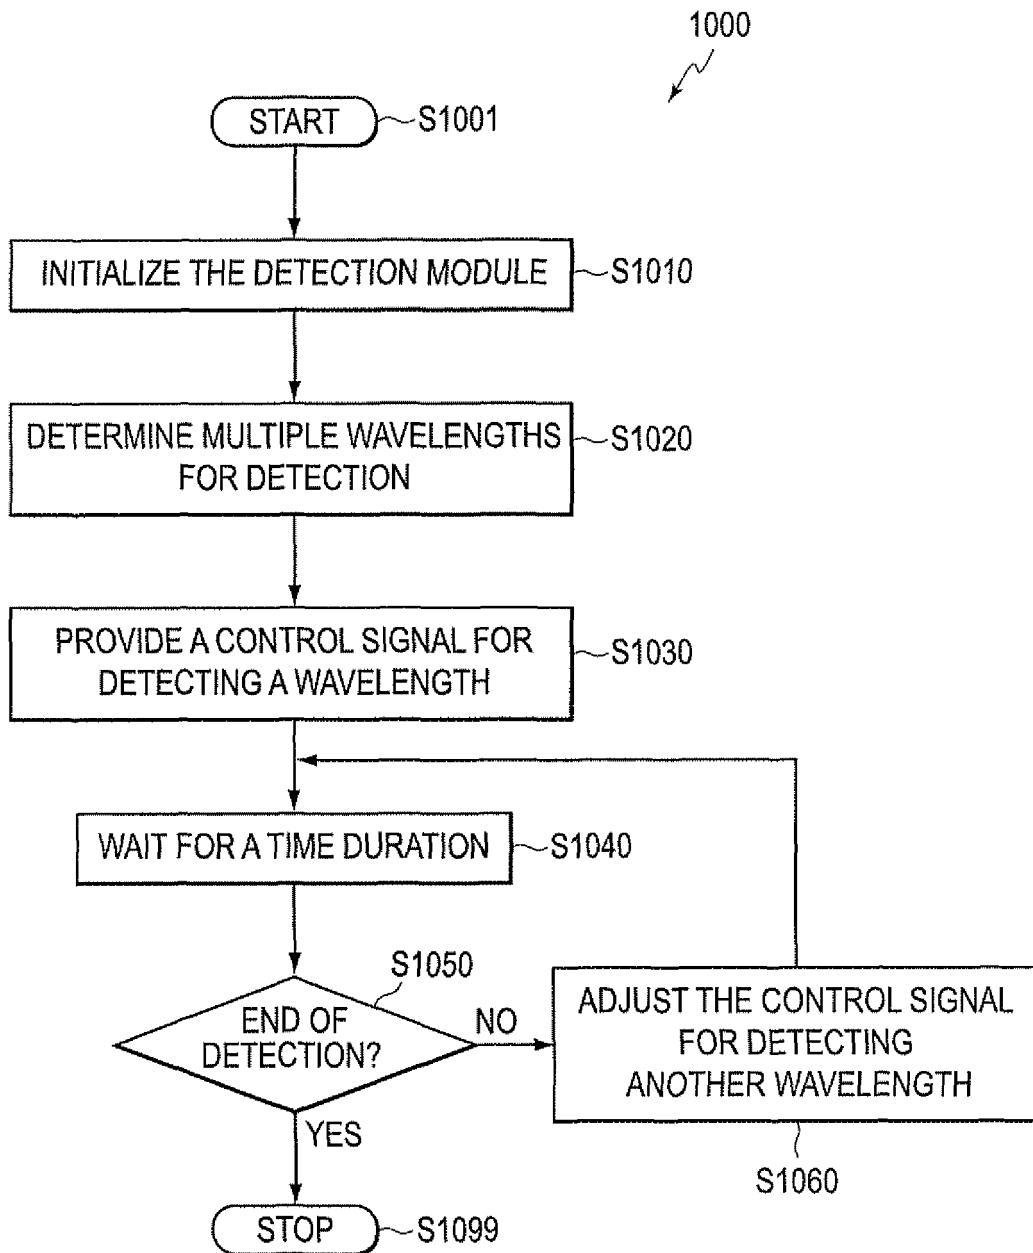 1000
START
S1001
INITIALIZE THE DETECTION MODULE
S1010
DETERMINE MULTIPLE WAVELENGTHS
FOR DETECTION
S1020
PROVIDE A CONTROL SIGNAL FOR
DETECTING A WAVELENGTH
S1030
WAIT FOR A TIME DURATION
S1040
S1050
END OF
DETECTION?
NO
ADJUST THE CONTROL SIGNAL
FOR DETECTING
ANOTHER WAVELENGTH
S1060
YES
STOP
S1099